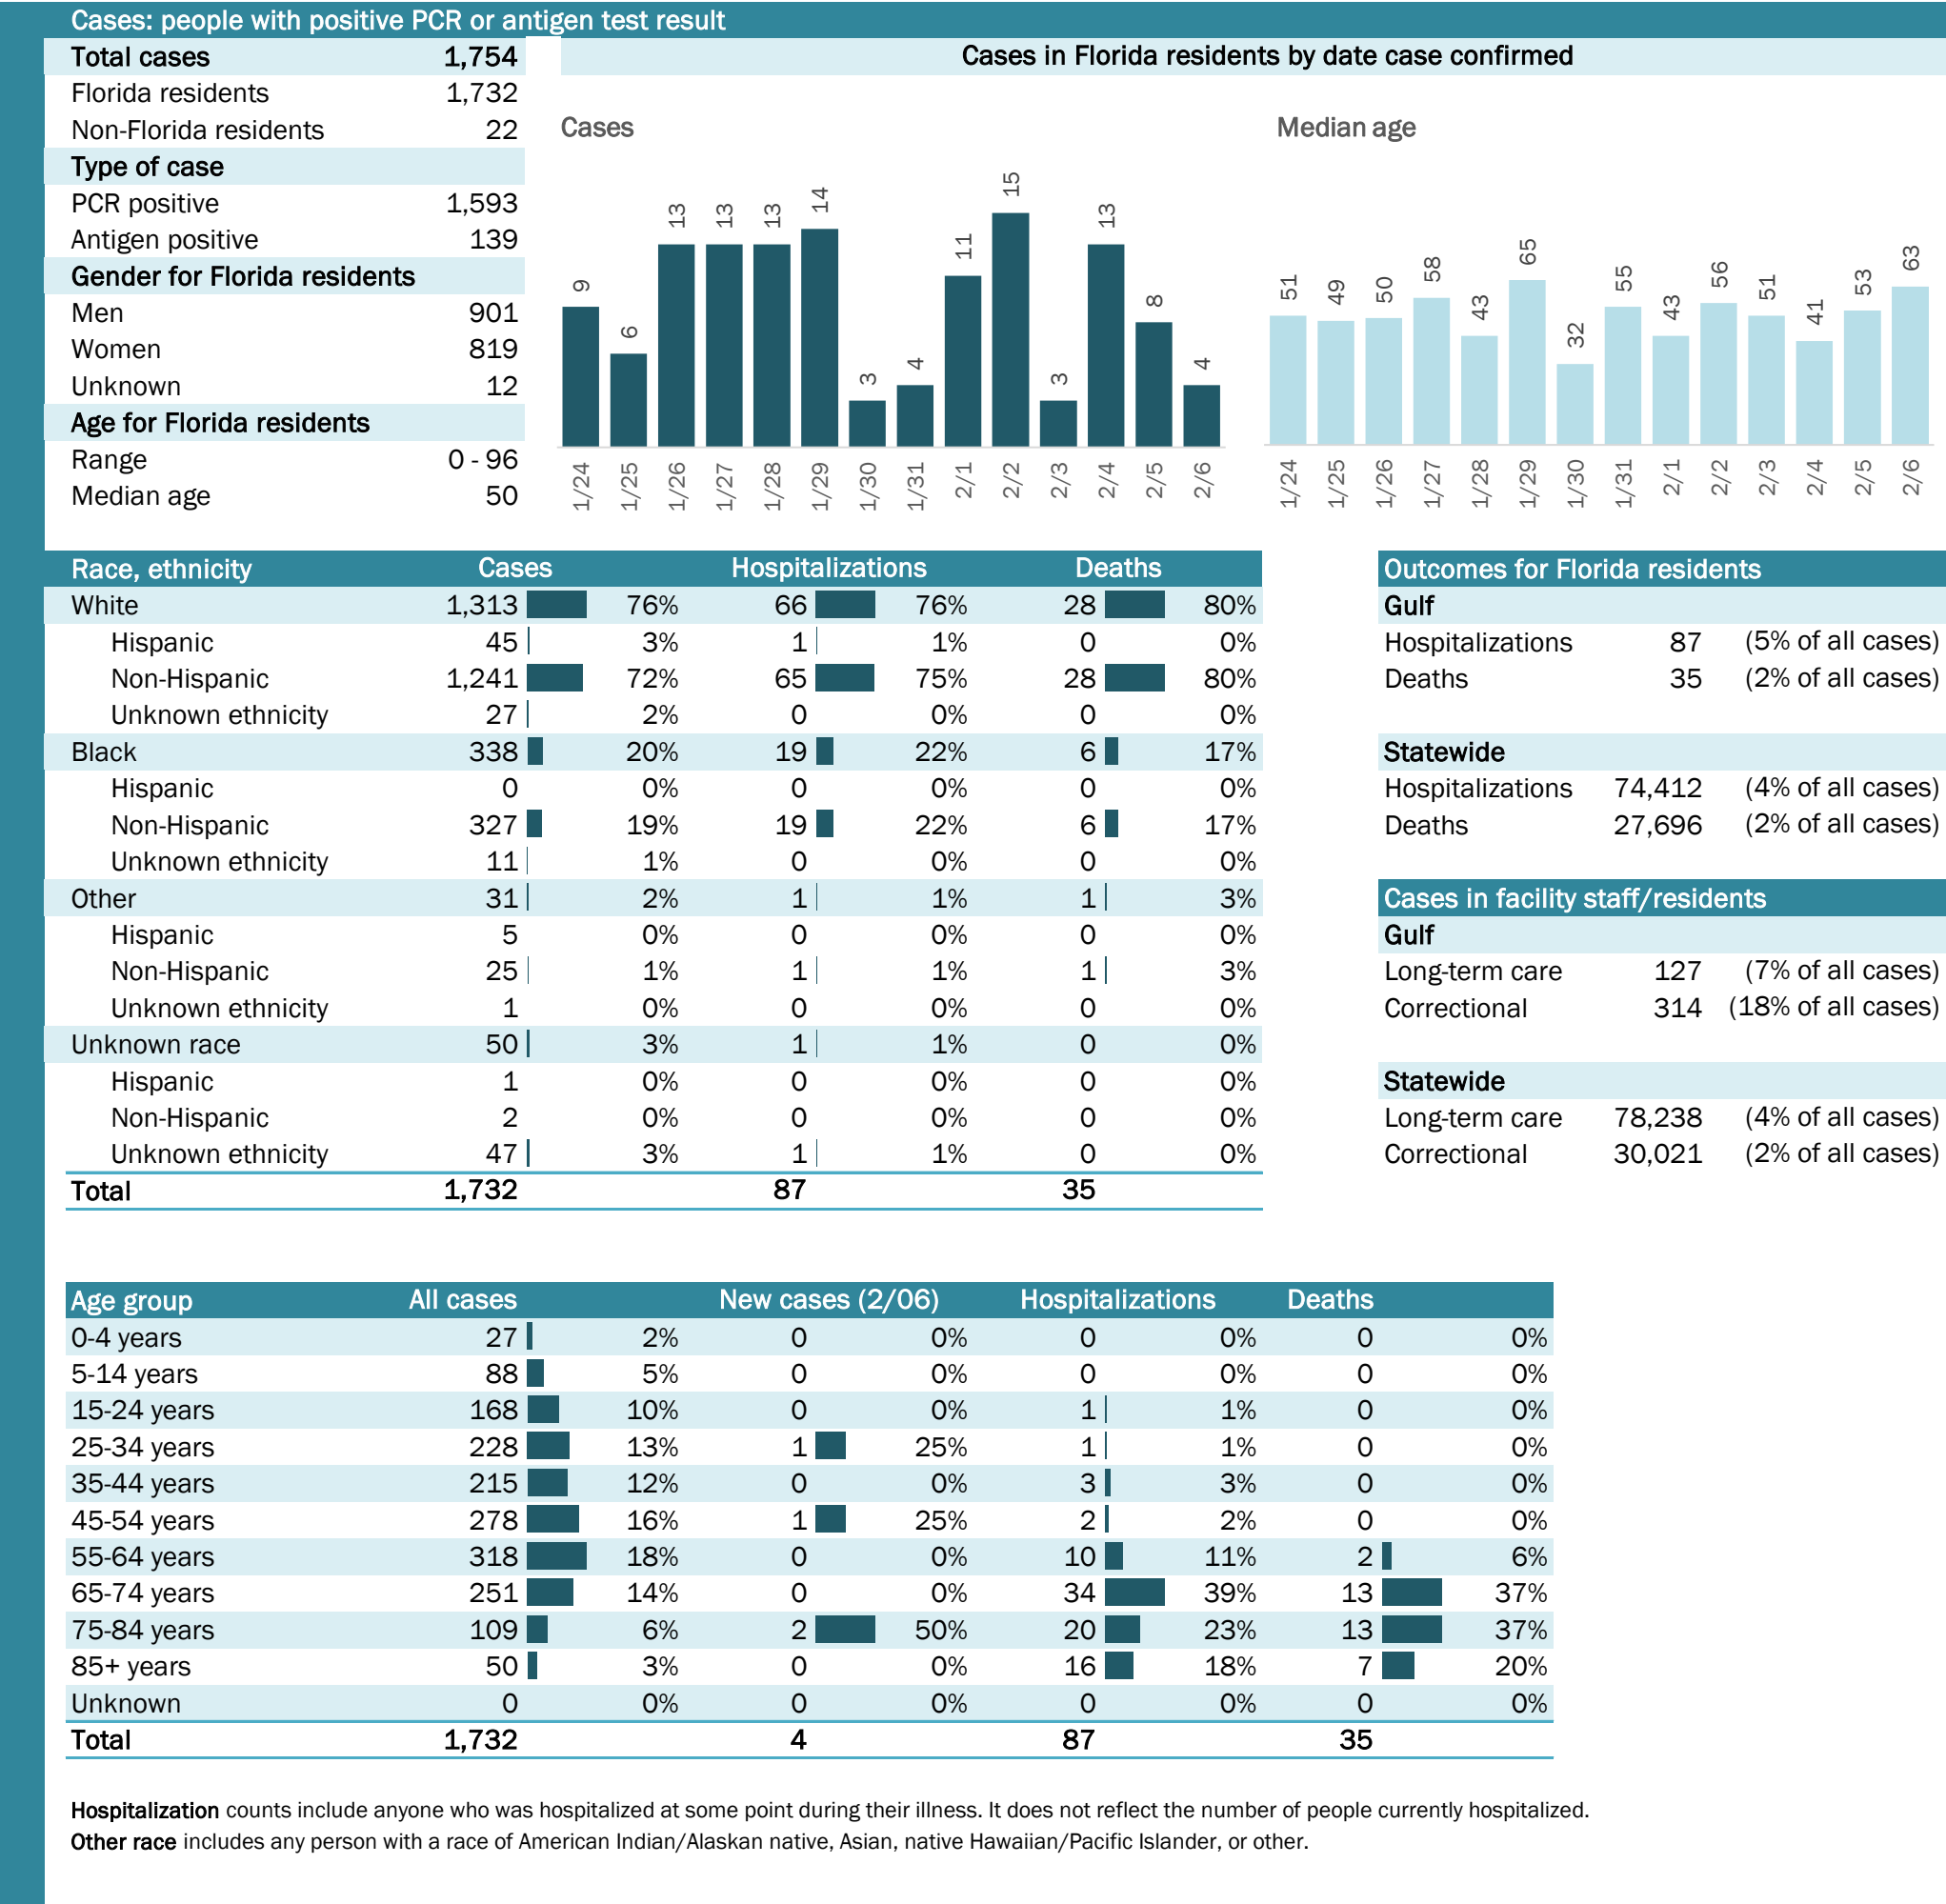 Cases: people with positive PCR or antigen test result
Total cases 1,754
Florida residents 1,732
Non-Florida residents 22
Type of case
PCR positive 1,593
Antigen positive 139
Gender for Florida residents
Men 901
Women 819
Unknown 12
Age for Florida residents
Range 0 - 96
Median age 50
Cases in Florida residents by date case confirmed
Cases
9 6 13 13 13 14 3 4 11 15 3 13 8 4
1/24 1/25 1/26 1/27 1/28 1/29 1/30 1/31 2/1 2/2 2/3 2/4 2/5 2/6
Median age
51 49 50 58 43 65 32 55 43 56 51 41 53 63
1/24 1/25 1/26 1/27 1/28 1/29 1/30 1/31 2/1 2/2 2/3 2/4 2/5 2/6
Race, ethnicity Cases Hospitalizations Deaths
White 1,313 76% 66 76% 28 80%
Hispanic 45 3% 1 1% 0 0%
Non-Hispanic 1,241 72% 65 75% 28 80%
Unknown ethnicity 27 2% 0 0% 0 0%
Black 338 20% 19 22% 6 17%
Hispanic 0 0% 0 0% 0 0%
Non-Hispanic 327 19% 19 22% 6 17%
Unknown ethnicity 11 1% 0 0% 0 0%
Other 31 2% 1 1% 1 3%
Hispanic 5 0% 0 0% 0 0%
Non-Hispanic 25 1% 1 1% 1 3%
Unknown ethnicity 1 0% 0 0% 0 0%
Unknown race 50 3% 1 1% 0 0%
Hispanic 1 0% 0 0% 0 0%
Non-Hispanic 2 0% 0 0% 0 0%
Unknown ethnicity 47 3% 1 1% 0 0%
Total 1,732 87 35
Outcomes for Florida residents
Gulf
Hospitalizations 87 (5% of all cases)
Deaths 35 (2% of all cases)
Statewide
Hospitalizations 74,412 (4% of all cases)
Deaths 27,696 (2% of all cases)
Cases in facility staff/residents
Gulf
Long-term care 127 (7% of all cases)
Correctional 314 (18% of all cases)
Statewide
Long-term care 78,238 (4% of all cases)
Correctional 30,021 (2% of all cases)
Age group All cases New cases (2/06) Hospitalizations Deaths
0-4 years 27 2% 0 0% 0 0% 0 0%
5-14 years 88 5% 0 0% 0 0% 0 0%
15-24 years 168 10% 0 0% 1 1% 0 0%
25-34 years 228 13% 1 25% 1 1% 0 0%
35-44 years 215 12% 0 0% 3 3% 0 0%
45-54 years 278 16% 1 25% 2 2% 0 0%
55-64 years 318 18% 0 0% 10 11% 2 6%
65-74 years 251 14% 0 0% 34 39% 13 37%
75-84 years 109 6% 2 50% 20 23% 13 37%
85+ years 50 3% 0 0% 16 18% 7 20%
Unknown 0 0% 0 0% 0 0% 0 0%
Total 1,732 4 87 35
Hospitalization counts include anyone who was hospitalized at some point during their illness. It does not reflect the number of people currently hospitalized.
Other race includes any person with a race of American Indian/Alaskan native, Asian, native Hawaiian/Pacific Islander, or other.